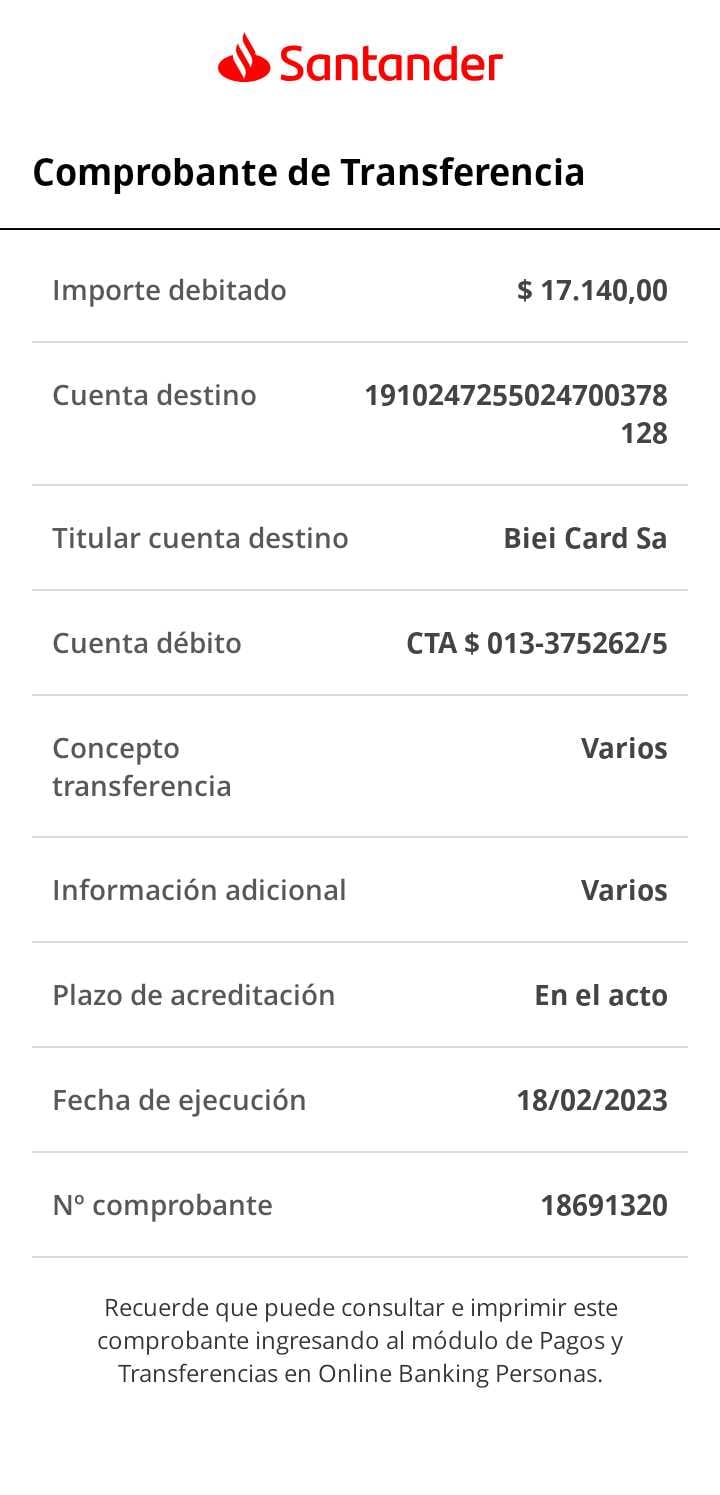 Santander
Comprobante de Transferencia
Importe debitado $ 17.140,00
Cuenta destino 1910247255024700378
128
Titular cuenta destino Biei Card Sa
Cuenta débito CTA $ 013-375262/5
Concepto Varios
transferencia
Información adicional Varios
Plazo de acreditación En el acto
Fecha de ejecución 18/02/2023
Nº comprobante 18691320
Recuerde que puede consultar e imprimir este
comprobante ingresando al módulo de Pagos y
Transferencias en Online Banking Personas.